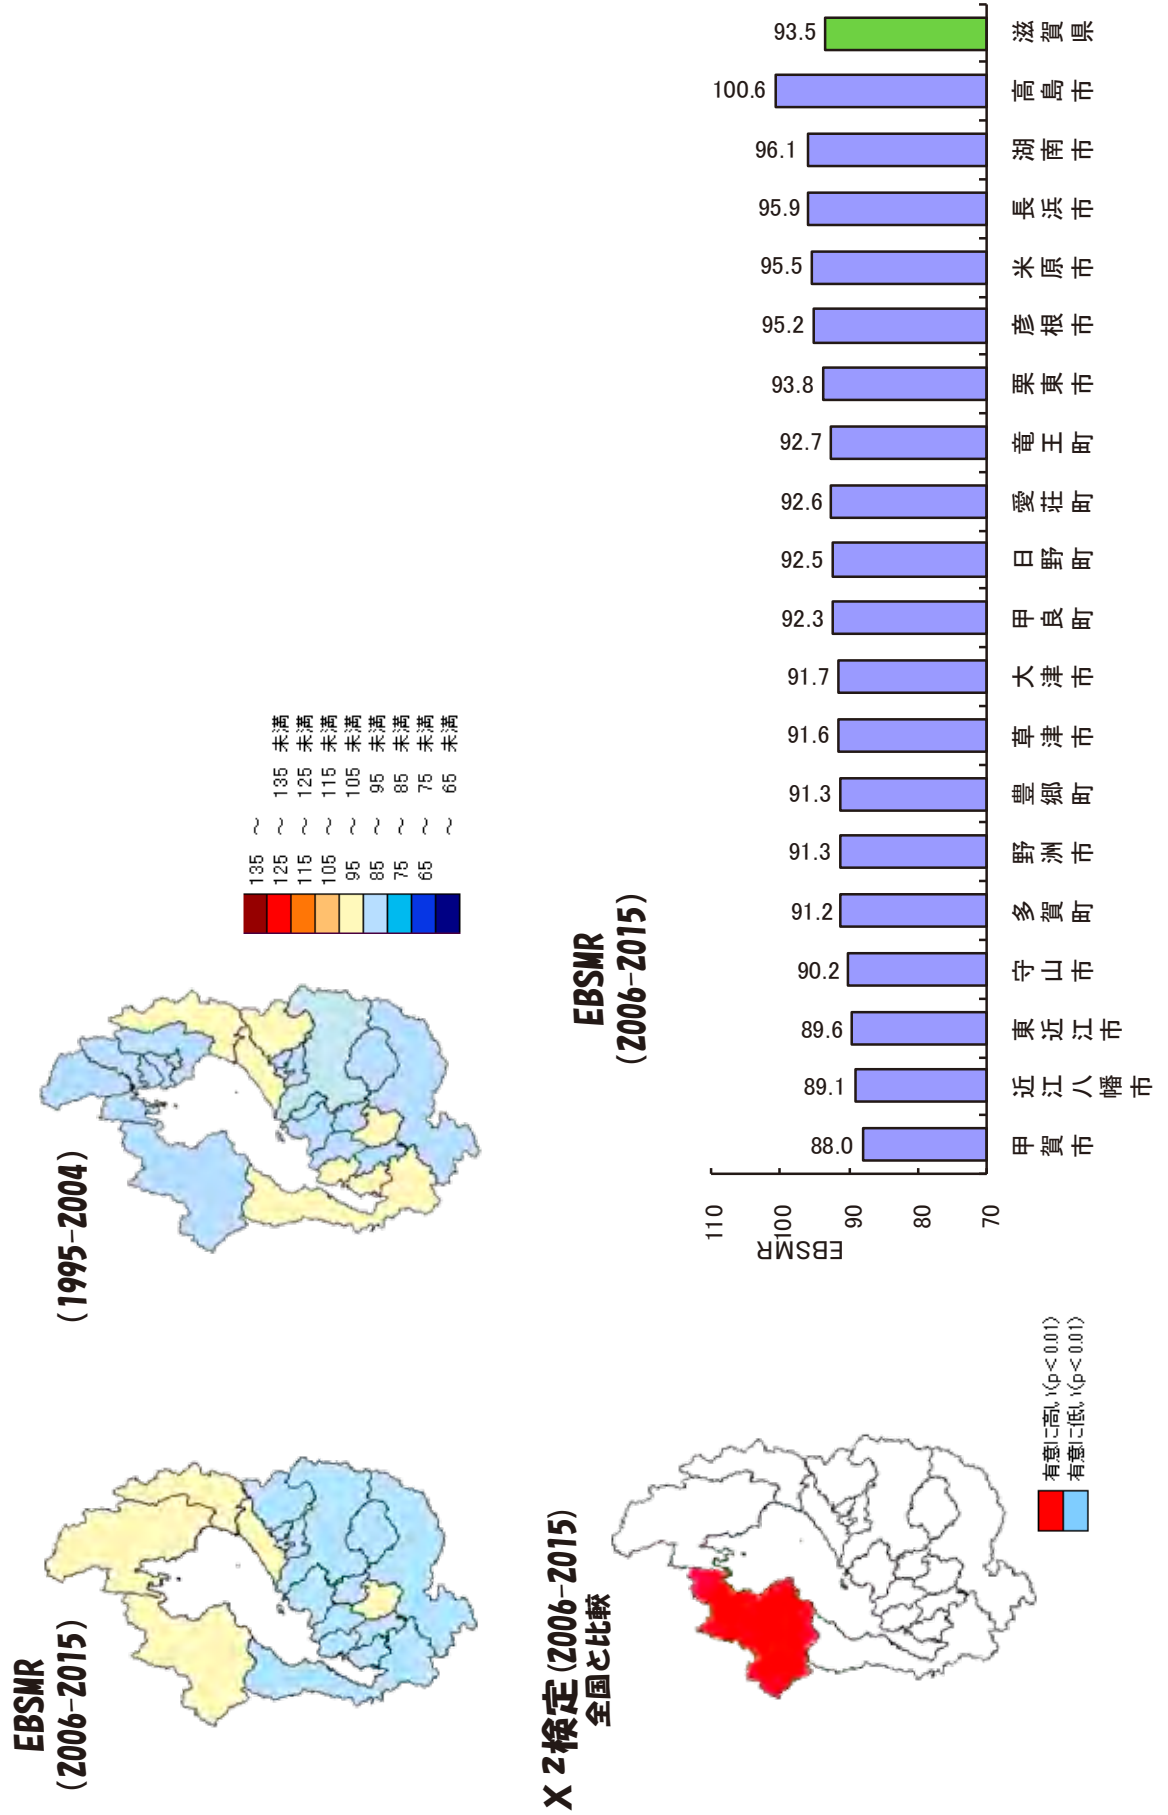 EBSMR
(2006-2015)
(1995-2004)
135 ～
125 ～ 135 未満
115 ～ 125 未満
105 ～ 115 未満
95 ～ 105 未満
85 ～ 95 未満
75 ～ 85 未満
65 ～ 75 未満
～ 65 未満
X²検定(2006-2015)
全国と比較
有意に高い(p<0.01)
有意に低い(p<0.01)
EBSMR
(2006-2015)
EBSMR
110
100
90
80
70
88.0
89.1
89.6
90.2
91.2
91.3
91.3
91.6
91.7
92.3
92.5
92.6
92.7
93.8
95.2
95.5
95.9
96.1
100.6
93.5
甲賀市
近江八幡市
東近江市
守山市
多賀町
野洲市
豊郷町
草津市
大津市
甲良町
日野町
愛荘町
竜王町
栗東市
彦根市
米原市
長浜市
湖南市
高島市
滋賀県